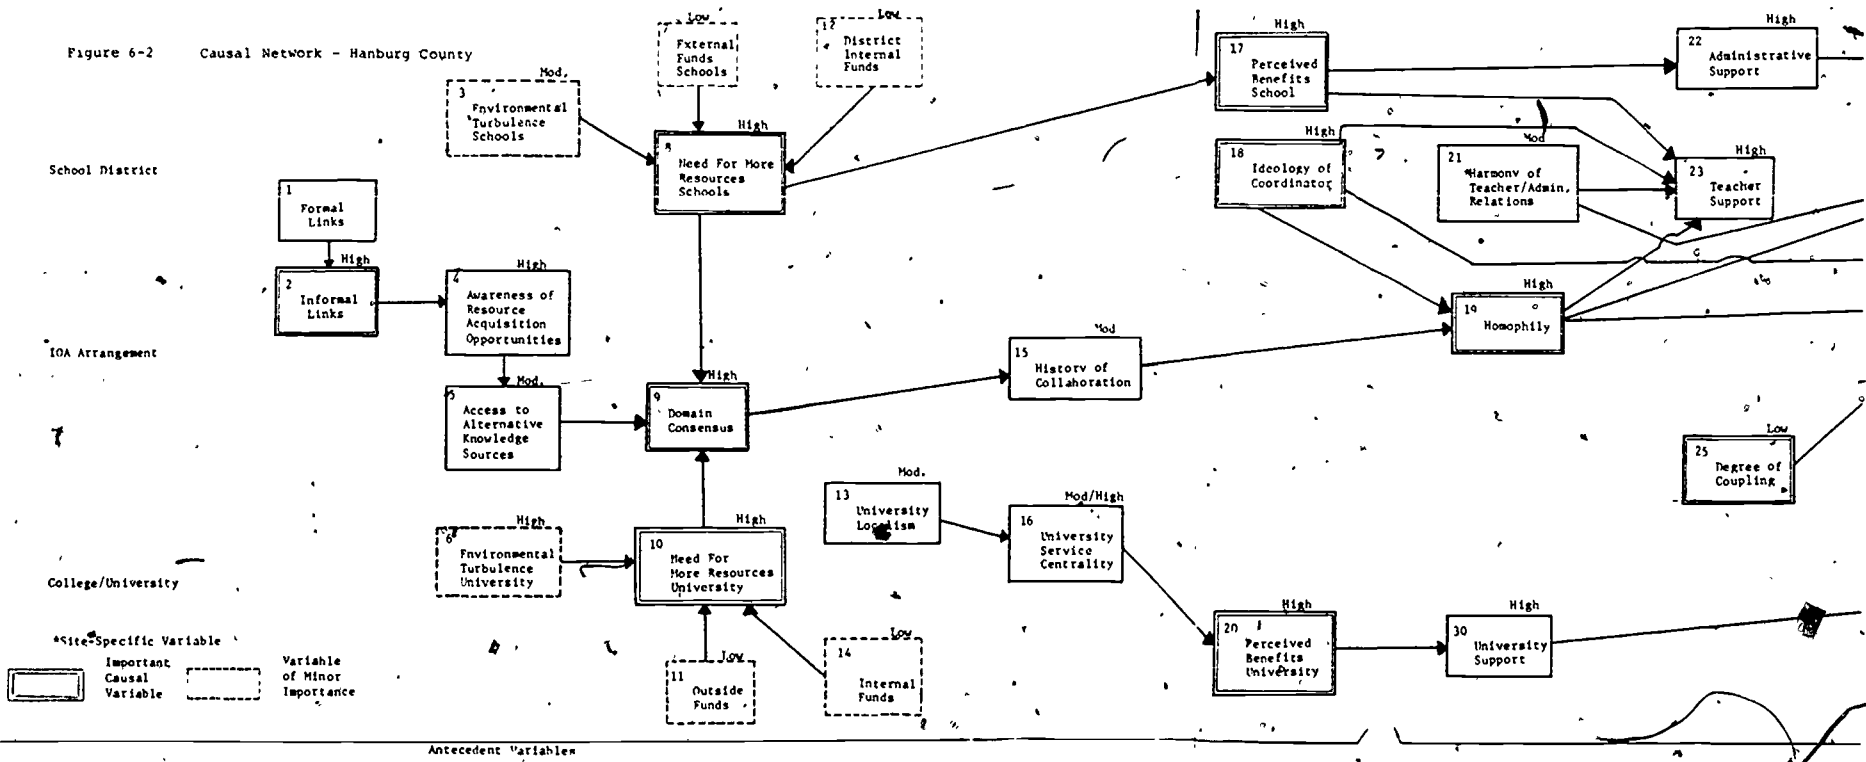 Figure 6-2 Causal Network - Hanburg County
Low
7
External
Funds
Schools
Low
12
District
Internal
Funds
Mod.
3
Environmental
Turbulence
Schools
High
8
Need For More
Resources
Schools
High
17
Perceived
Benefits
School
High
22
Administrative
Support
School District
1
Formal
Links
High
18
Ideology of
Coordinator
Mod
21
*Harmony of
Teacher/Admin.
Relations
High
23
Teacher
Support
High
2
Informal
Links
High
4
Awareness of
Resource
Acquisition
Opportunities
High
19
Homophily
IOA Arrangement
Mod.
5
Access to
Alternative
Knowledge
Sources
High
9
Domain
Consensus
Mod
15
History of
Collaboration
Low
25
Degree of
Coupling
High
6
Environmental
Turbulence
University
High
10
Need For
More Resources
University
Mod.
13
University
Localism
Mod/High
16
University
Service
Centrality
College/University
High
20
Perceived
Benefits
University
High
30
University
Support
Low
11
Outside
Funds
Low
14
Internal
Funds
*Site-Specific Variable
Important
Causal
Variable
Variable
of Minor
Importance
Antecedent Variables